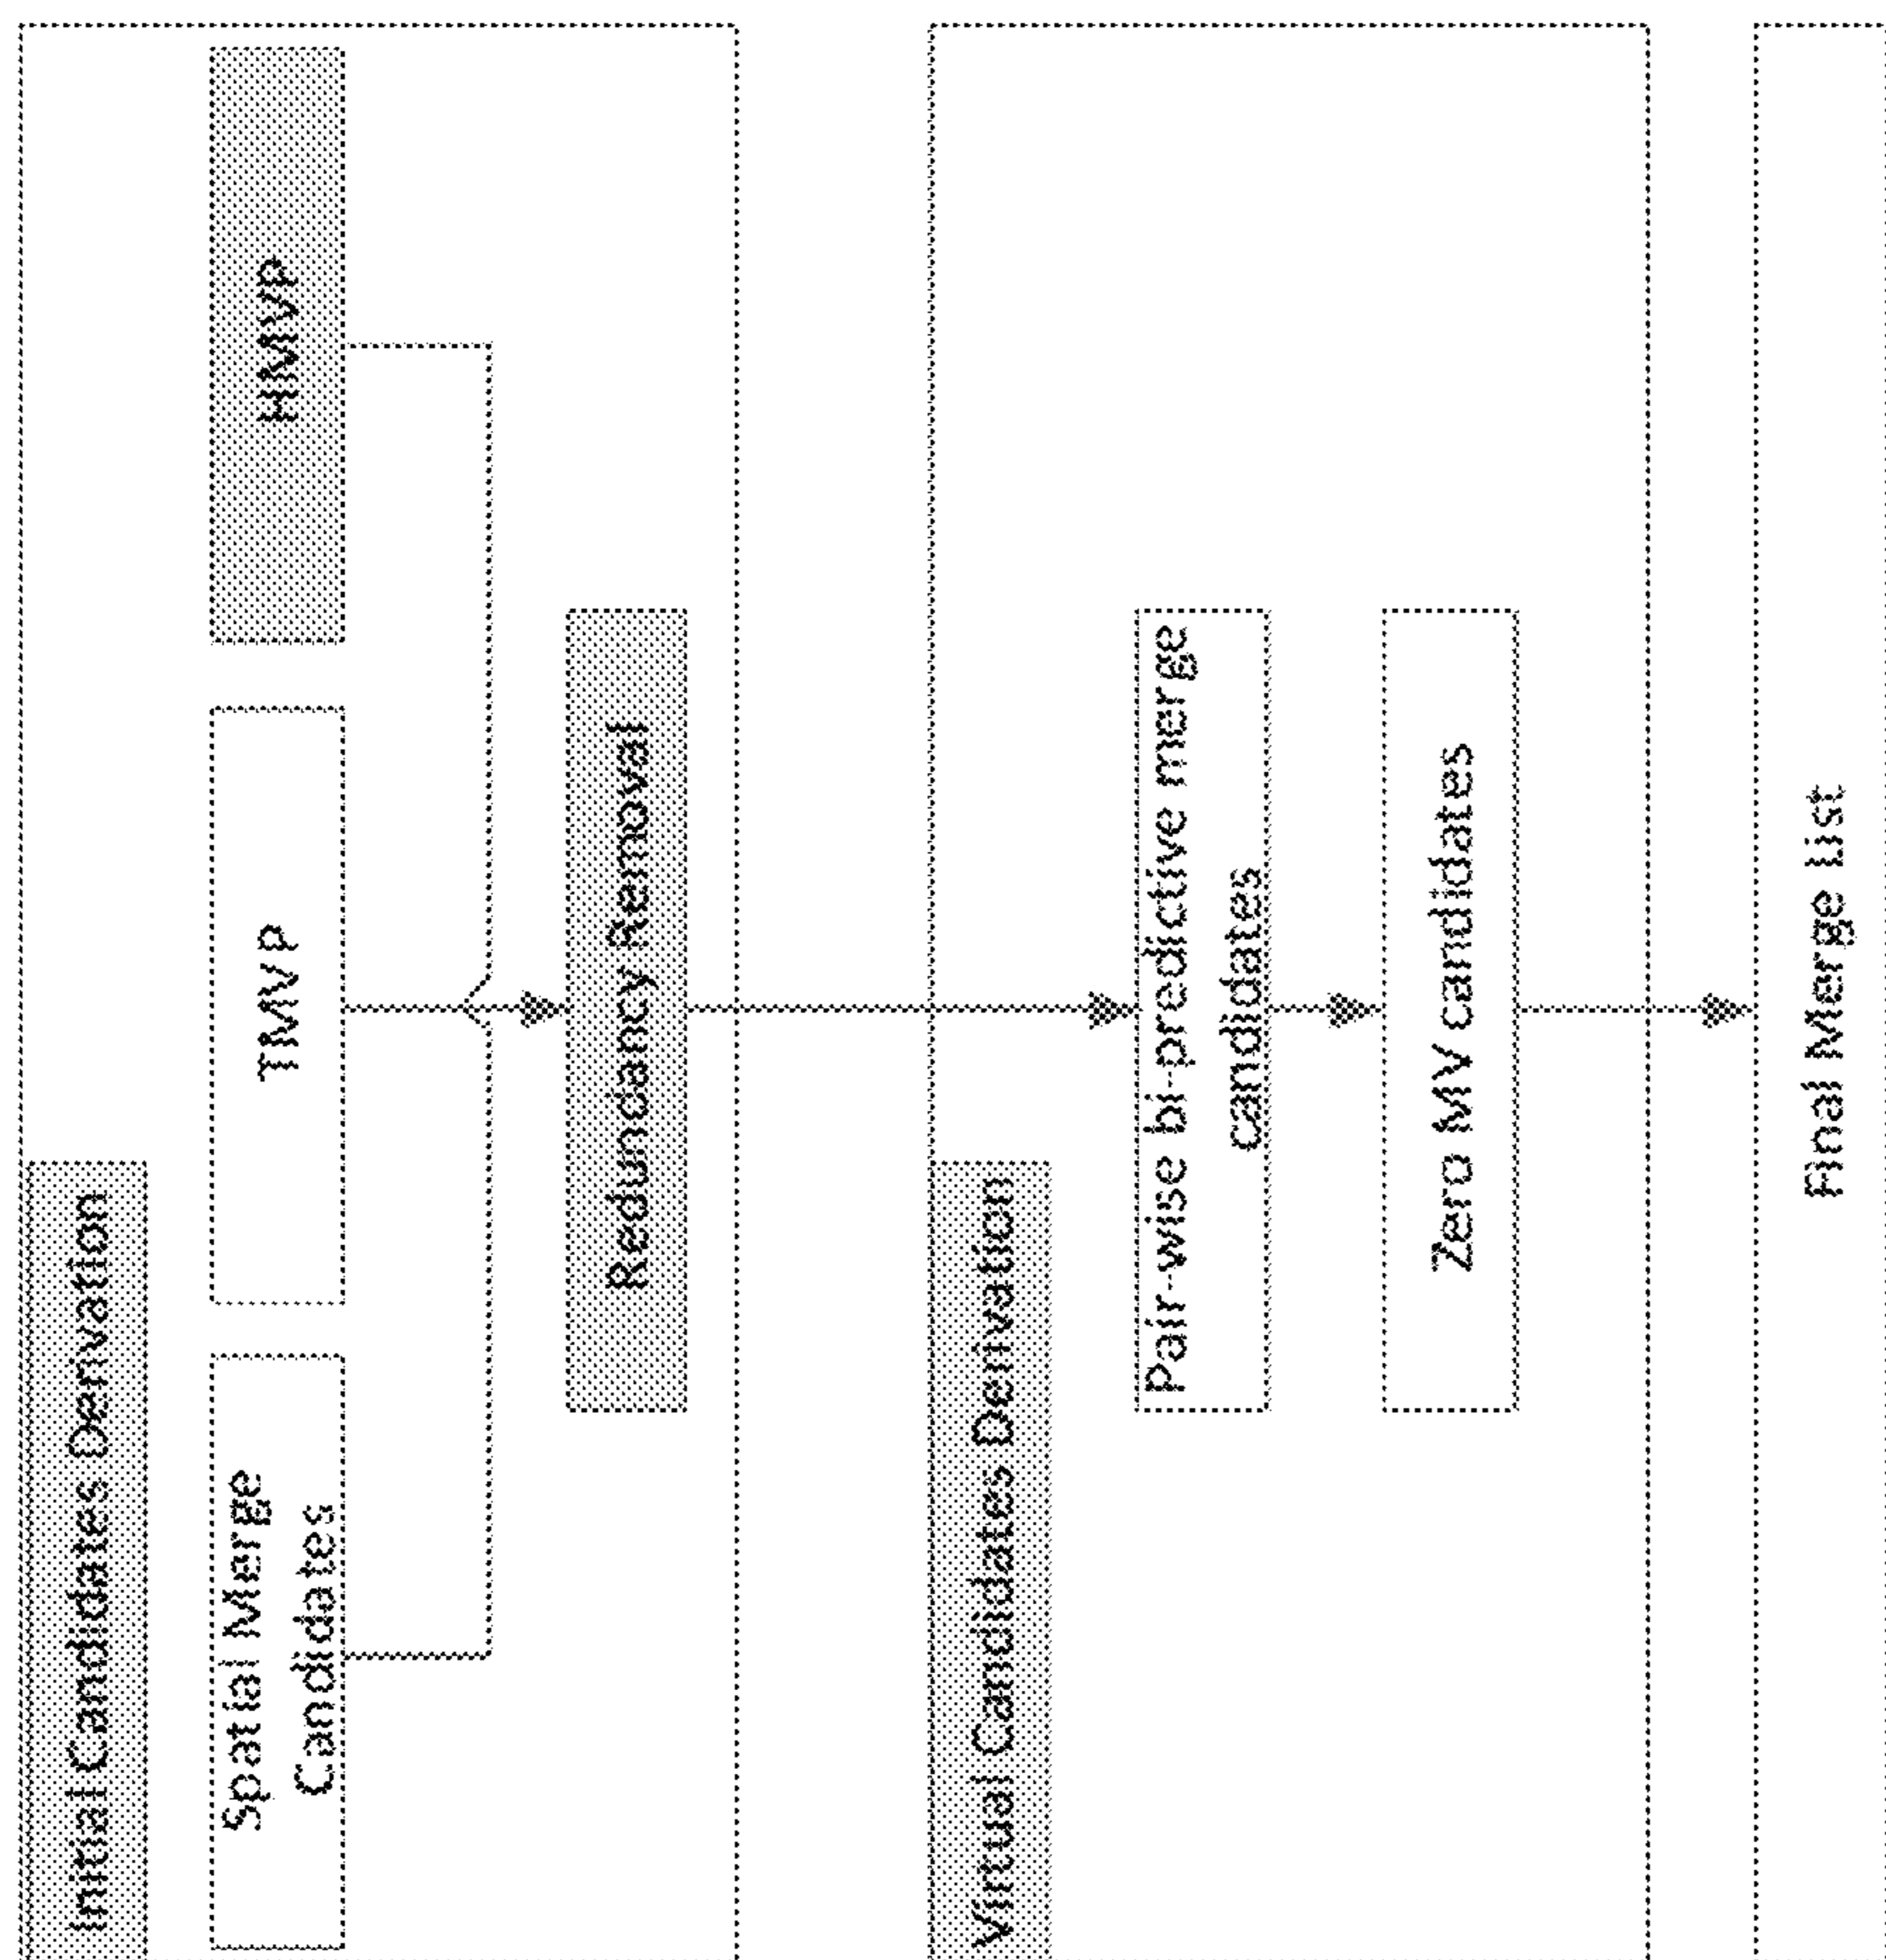 Initial Candidates Derivation
Spatial Merge
Candidates
TMVP
HMVP
Redundancy Removal
Virtual Candidates Derivation
Pair-wise bi-predictive merge
candidates
Zero MV candidates
Final Merge List